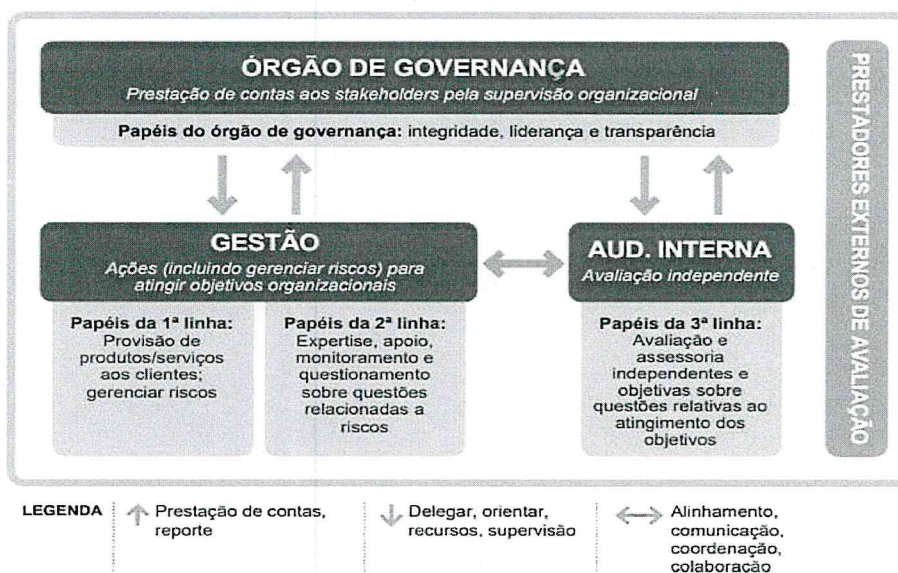 ÓRGÃO DE GOVERNANÇA
Prestação de contas aos stakeholders pela supervisão organizacional
Papéis do órgão de governança: integridade, liderança e transparência
GESTÃO
Ações (incluindo gerenciar riscos) para
atingir objetivos organizacionais
Papéis da 1ª linha:
Provisão de
produtos/serviços
aos clientes;
gerenciar riscos
Papéis da 2ª linha:
Expertise, apoio,
monitoramento e
questionamento
sobre questões
relacionadas a
riscos
AUD. INTERNA
Avaliação independente
Papéis da 3ª linha:
Avaliação e
assessoria
independentes e
objetivas sobre
questões relativas ao
atingimento dos
objetivos
PRESTADORES EXTERNOS DE AVALIAÇÃO
LEGENDA
Prestação de contas,
reporte
Delegar, orientar,
recursos, supervisão
Alinhamento,
comunicação,
coordenação,
colaboração